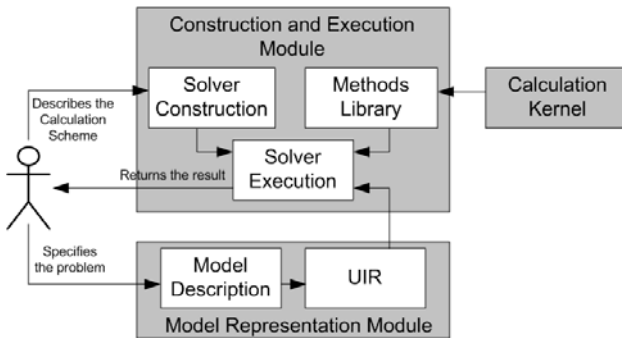 Construction and Execution
Module
Solver
Construction
Methods
Library
Calculation
Kernel
Describes the
Calculation
Scheme
Solver
Execution
Returns the result
Specifies
the problem
Model
Description
UIR
Model Representation Module